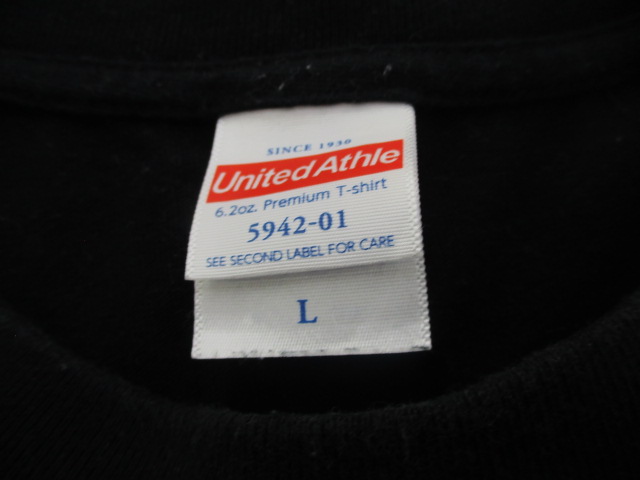 SINCE 1930
United Athle
6.2oz. Premium T-shirt
5942-01
SEE SECOND LABEL FOR CARE
L